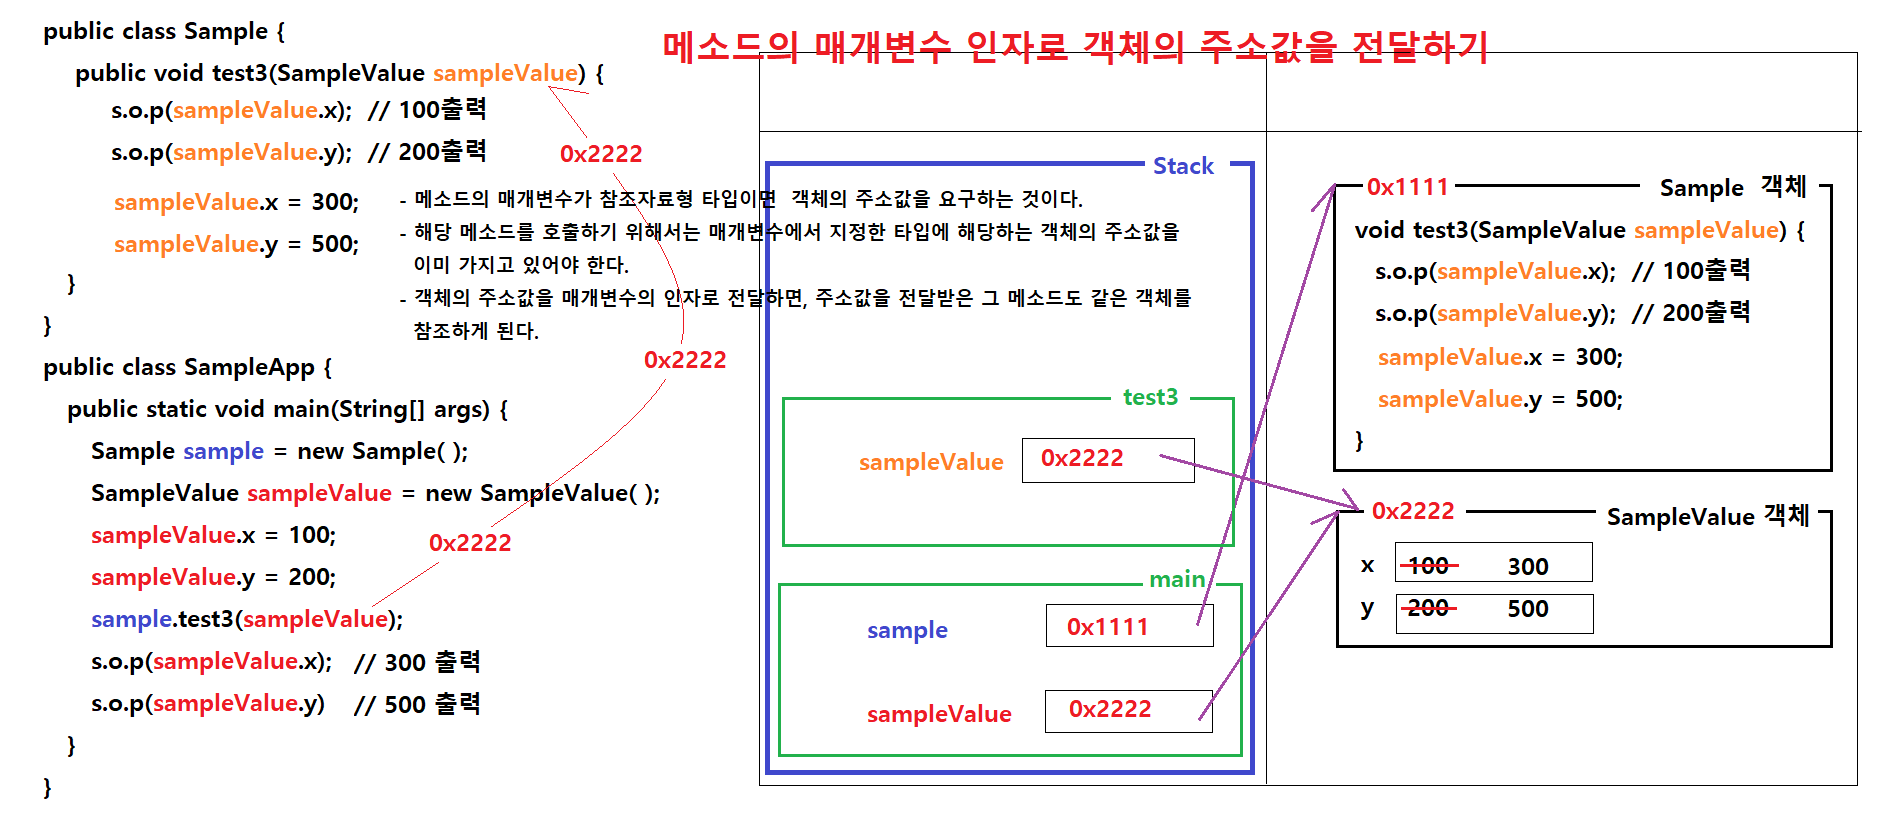 메소드의 매개변수 인자로 객체의 주소값을 전달하기
public class Sample {
public void test3(SampleValue sampleValue) {
s.o.p(sampleValue.x); // 100출력
s.o.p(sampleValue.y); // 200출력
0x2222
sampleValue.x = 300;
sampleValue.y = 500;
}
}
- 메소드의 매개변수가 참조자료형 타입이면 객체의 주소값을 요구하는 것이다.
- 해당 메소드를 호출하기 위해서는 매개변수에서 지정한 타입에 해당하는 객체의 주소값을
이미 가지고 있어야 한다.
- 객체의 주소값을 매개변수의 인자로 전달하면, 주소값을 전달받은 그 메소드도 같은 객체를
참조하게 된다.
0x2222
public class SampleApp {
public static void main(String[] args) {
Sample sample = new Sample( );
SampleValue sampleValue = new SampleValue( );
sampleValue.x = 100;
0x2222
sampleValue.y = 200;
sample.test3(sampleValue);
s.o.p(sampleValue.x); // 300 출력
s.o.p(sampleValue.y) // 500 출력
}
}
Stack
test3
sampleValue 0x2222
main
sample 0x1111
sampleValue 0x2222
0x1111 Sample 객체
void test3(SampleValue sampleValue) {
s.o.p(sampleValue.x); // 100출력
s.o.p(sampleValue.y); // 200출력
sampleValue.x = 300;
sampleValue.y = 500;
}
0x2222 SampleValue 객체
x 100 300
y 200 500